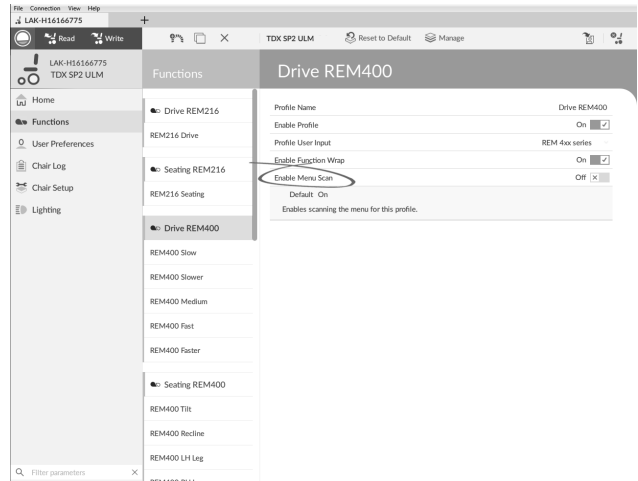 File Connection View Help
LAK-H16166775 +
Read Write TDX SP2 ULM Reset to Default Manage
LAK-H16166775
TDX SP2 ULM
Functions
Drive REM400
Home
Functions
User Preferences
Chair Log
Chair Setup
Lighting
Filter parameters
Drive REM216
REM216 Drive
Seating REM216
REM216 Seating
Drive REM400
REM400 Slow
REM400 Slower
REM400 Medium
REM400 Fast
REM400 Faster
Seating REM400
REM400 Tilt
REM400 Recline
REM400 LH Leg
Profile Name Drive REM400
Enable Profile On
Profile User Input REM 4xx series
Enable Function Wrap On
Enable Menu Scan Off
Default On
Enables scanning the menu for this profile.